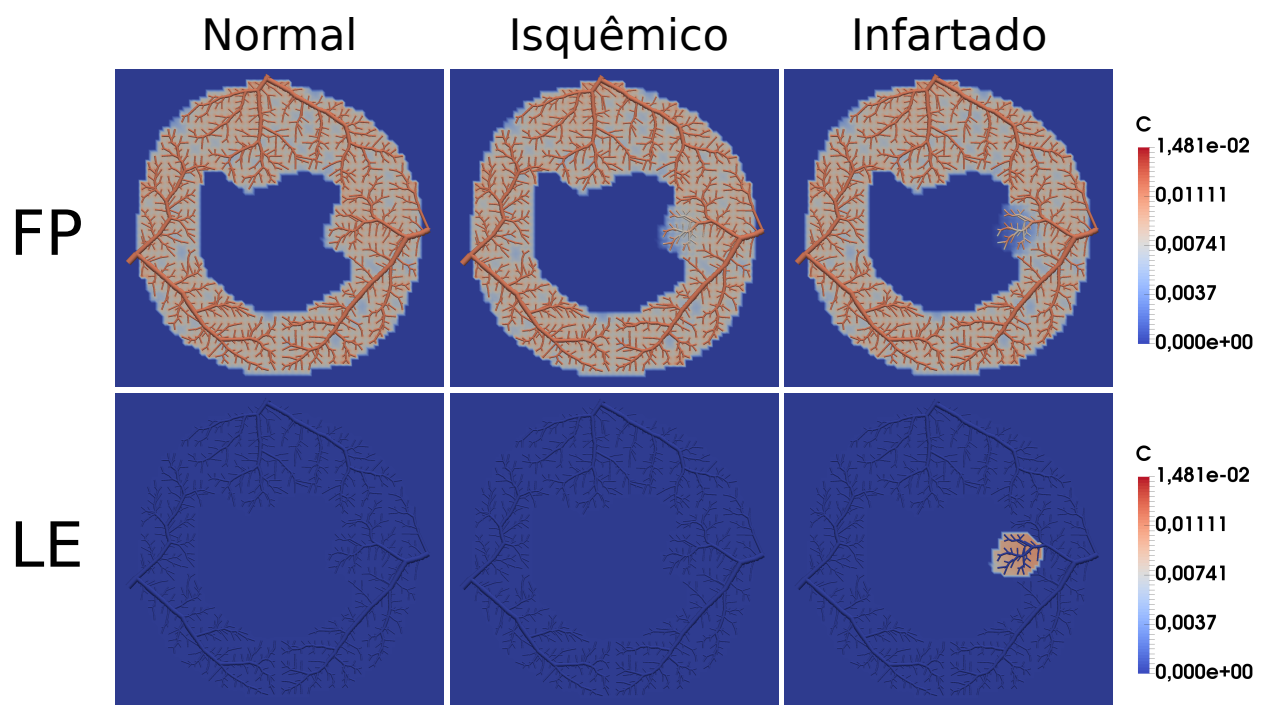 Normal
Isquêmico
Infartado
FP
C
1,481e-02
0,01111
0,00741
0,0037
0,000e+00
LE
C
1,481e-02
0,01111
0,00741
0,0037
0,000e+00